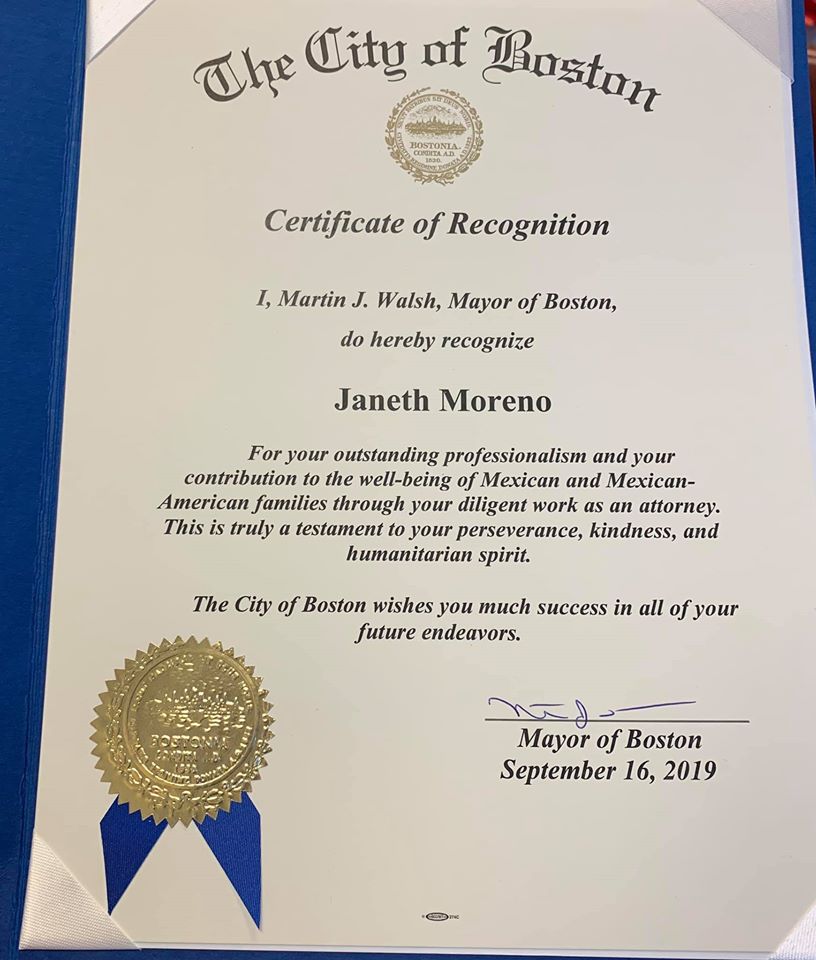 The City of Boston
BOSTONIA.
CONDITA A.D.
1630.
Certificate of Recognition
I, Martin J. Walsh, Mayor of Boston,
do hereby recognize
Janeth Moreno
For your outstanding professionalism and your
contribution to the well-being of Mexican and Mexican-
American families through your diligent work as an attorney.
This is truly a testament to your perseverance, kindness, and
humanitarian spirit.
The City of Boston wishes you much success in all of your
future endeavors.
BOSTONIA
Mayor of Boston
September 16, 2019